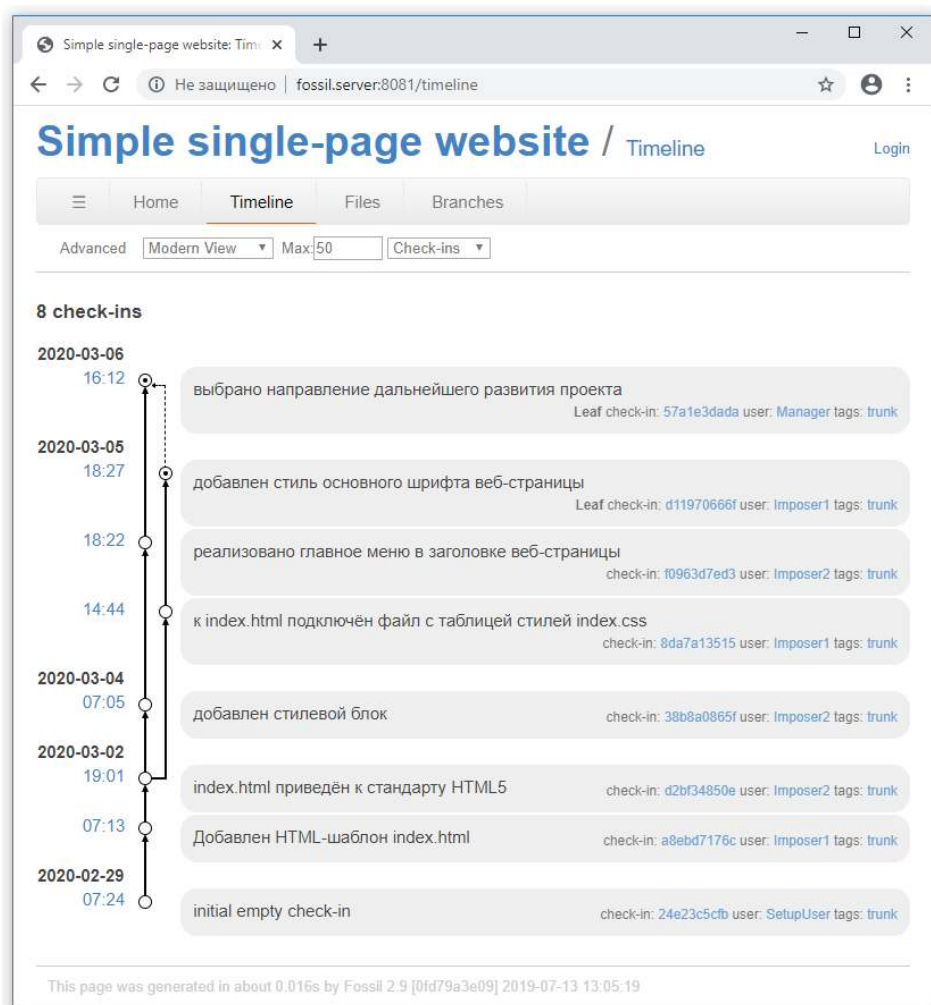 Simple single-page website: Tim
Не защищено | fossil.server:8081/timeline
Simple single-page website / Timeline
Login
☰ Home Timeline Files Branches
Advanced Modern View Max: 50 Check-ins
8 check-ins
2020-03-06
16:12
выбрано направление дальнейшего развития проекта
Leaf check-in: 57a1e3dada user: Manager tags: trunk
2020-03-05
18:27
добавлен стиль основного шрифта веб-страницы
Leaf check-in: d11970666f user: Imposer1 tags: trunk
18:22
реализовано главное меню в заголовке веб-страницы
check-in: f0963d7ed3 user: Imposer2 tags: trunk
14:44
к index.html подключён файл с таблицей стилей index.css
check-in: 8da7a13515 user: Imposer1 tags: trunk
2020-03-04
07:05
добавлен стилевой блок check-in: 38b8a0865f user: Imposer2 tags: trunk
2020-03-02
19:01
index.html приведён к стандарту HTML5 check-in: d2bf34850e user: Imposer2 tags: trunk
07:13
Добавлен HTML-шаблон index.html check-in: a8ebd7176c user: Imposer1 tags: trunk
2020-02-29
07:24
initial empty check-in check-in: 24e23c5cfb user: SetupUser tags: trunk
This page was generated in about 0.016s by Fossil 2.9 [0fd79a3e09] 2019-07-13 13:05:19